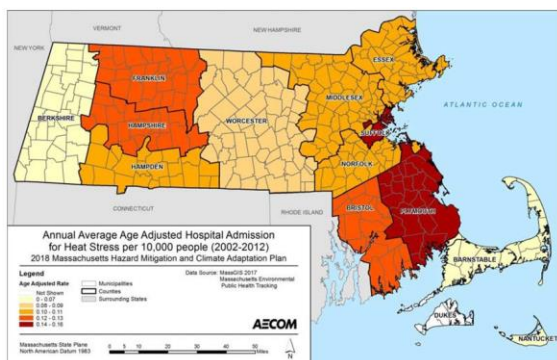 VERMONT
NEW HAMPSHIRE
NEW YORK
ESSEX
FRANKLIN
MIDDLESEX
ATLANTIC OCEAN
BERKSHIRE
HAMPSHIRE
WORCESTER
SUFFOLK
HAMPDEN
NORFOLK
CONNECTICUT
RHODE ISLAND
BRISTOL
PLYMOUTH
BARNSTABLE
DUKES
NANTUCKET
Annual Average Age Adjusted Hospital Admission
for Heat Stress per 10,000 people (2002-2012)
2018 Massachusetts Hazard Mitigation and Climate Adaptation Plan
Legend
Age Adjusted Rate
Not Shown
0 - 0.07
0.08 - 0.09
0.10 - 0.11
0.12 - 0.13
0.14 - 0.16
Municipalities
Counties
Surrounding States
Data Source: MassGIS 2017
Massachusetts Environmental
Public Health Tracking
AECOM
Massachusetts State Plane
North American Datum 1983
0 5 10 20 30 40 50
Miles
N